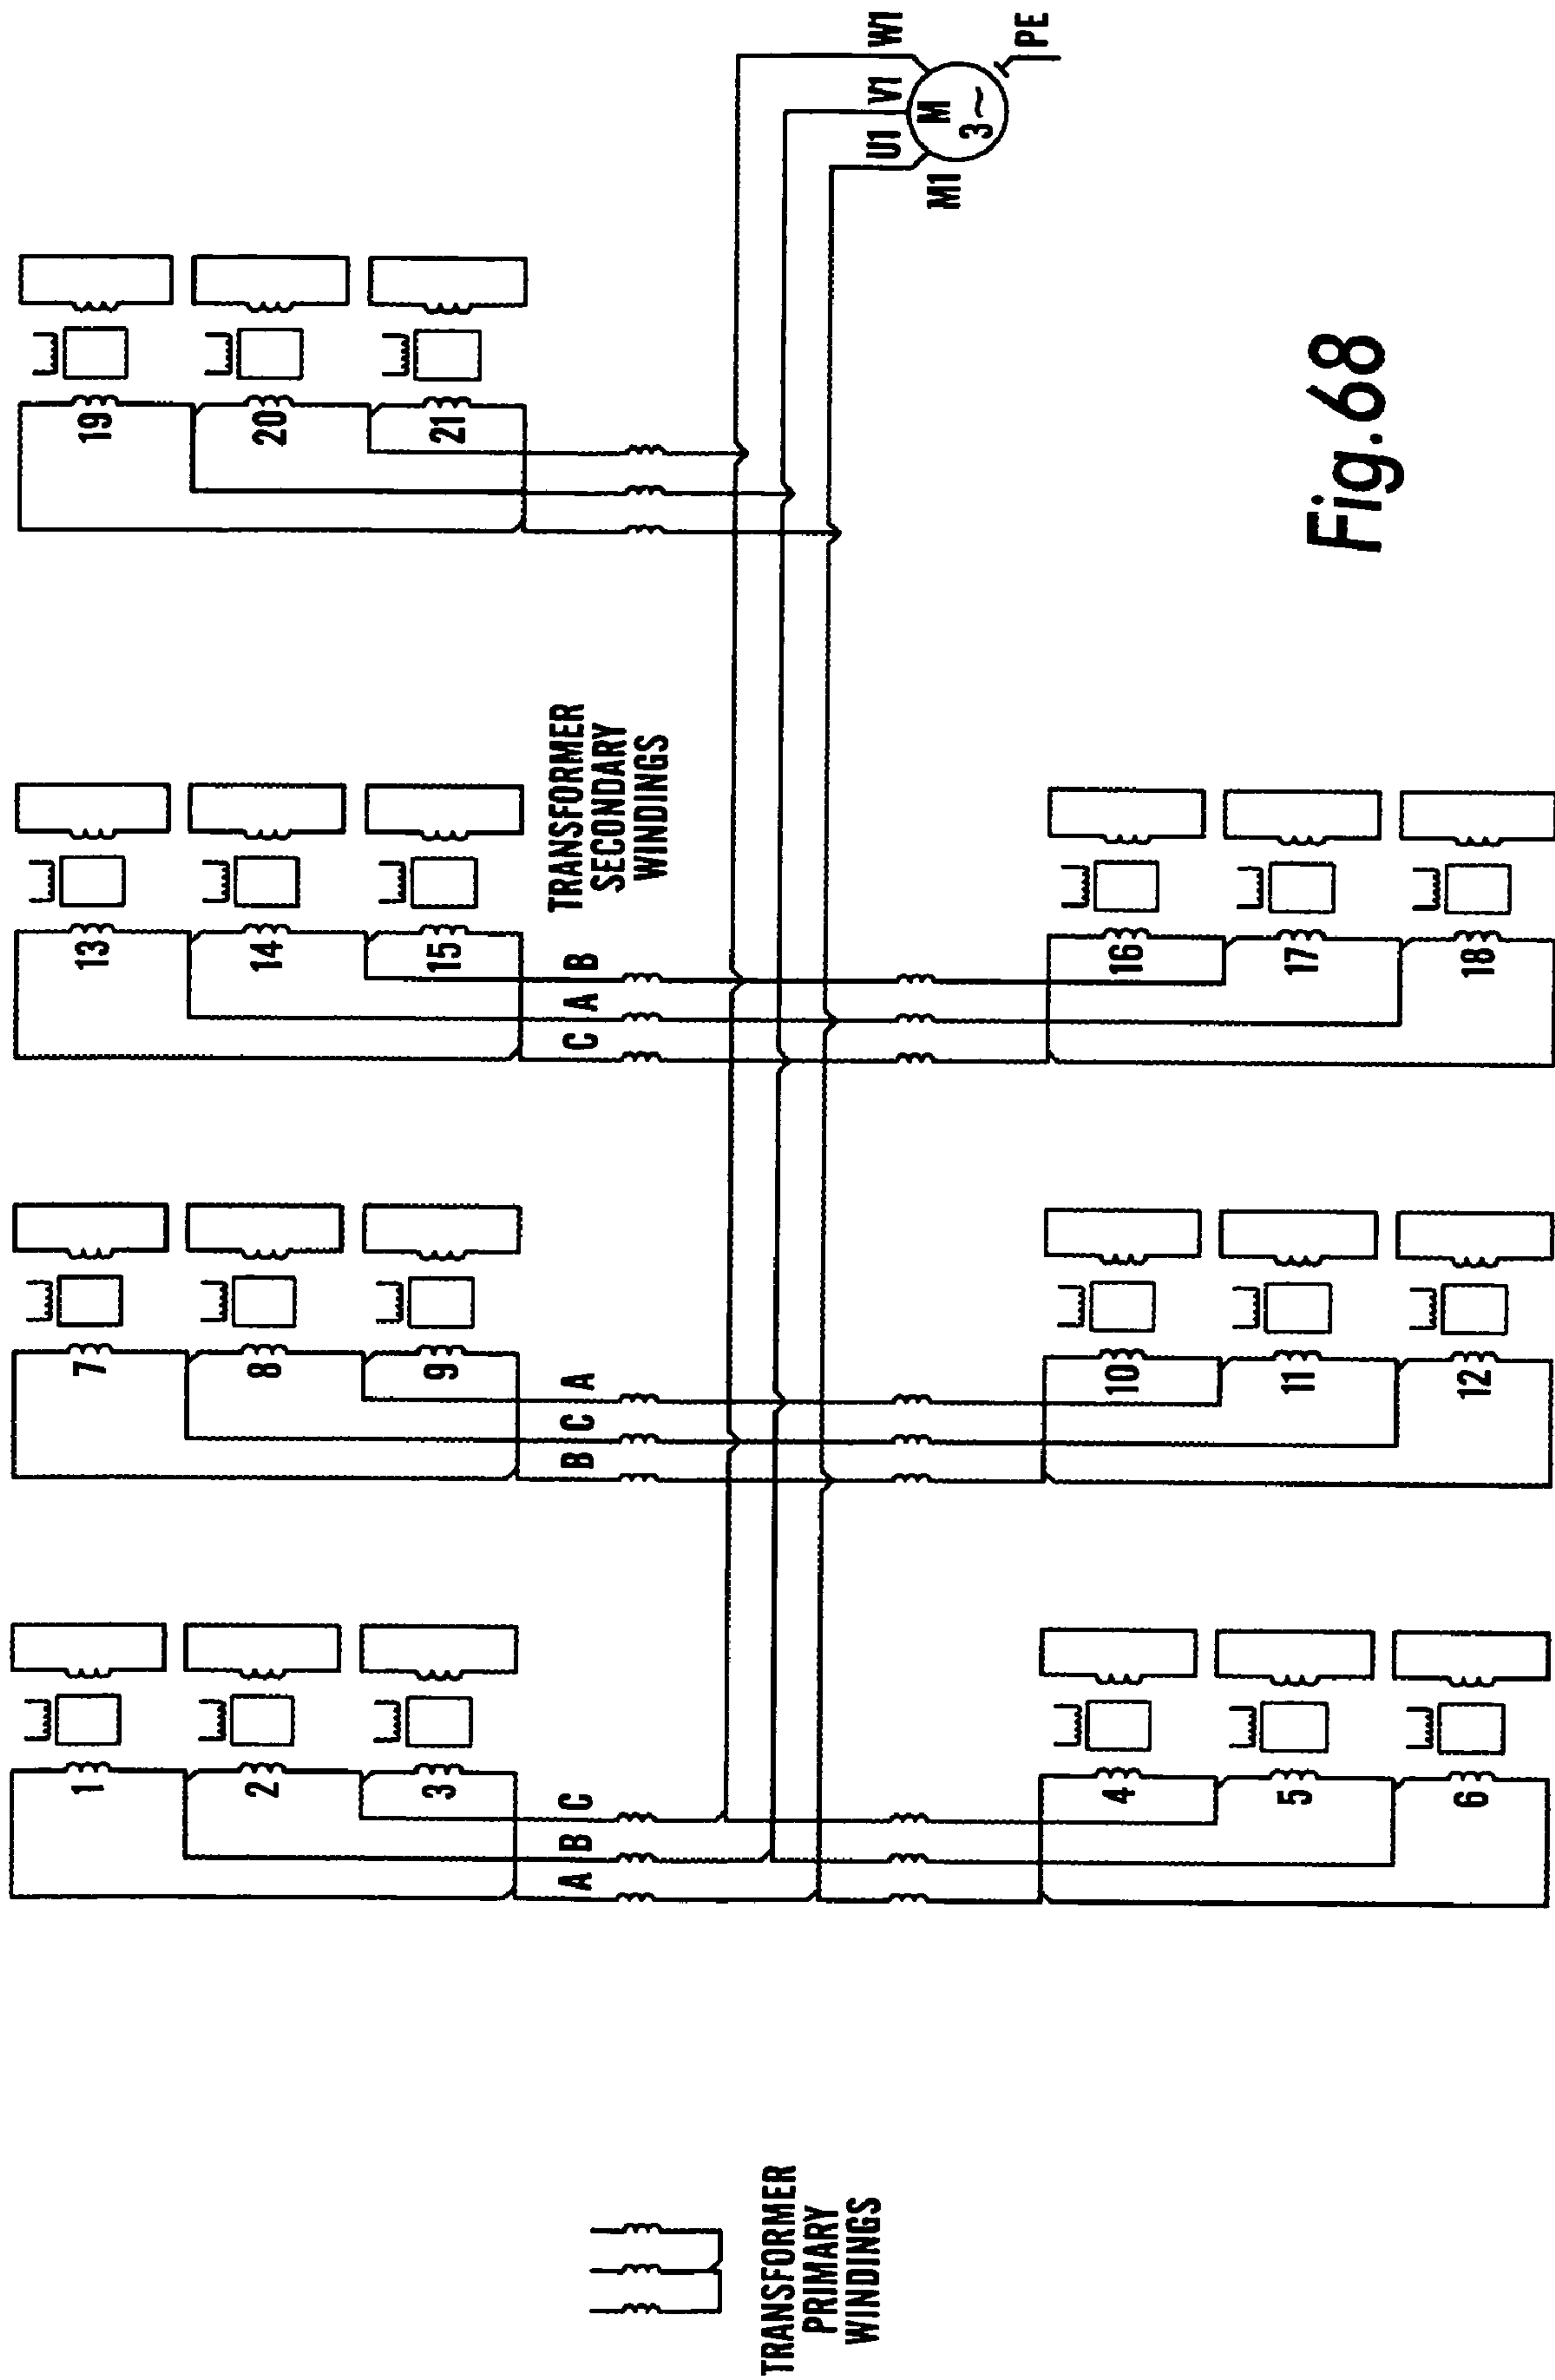 19
20
21
13
14
15
7
8
9
1
2
3
C A B
B C A
A B C
TRANSFORMER
SECONDARY
WINDINGS
U1
V1
W1
M1
M
3~
PE
16
17
18
10
11
12
4
5
6
TRANSFORMER
PRIMARY
WINDINGS
Fig.68